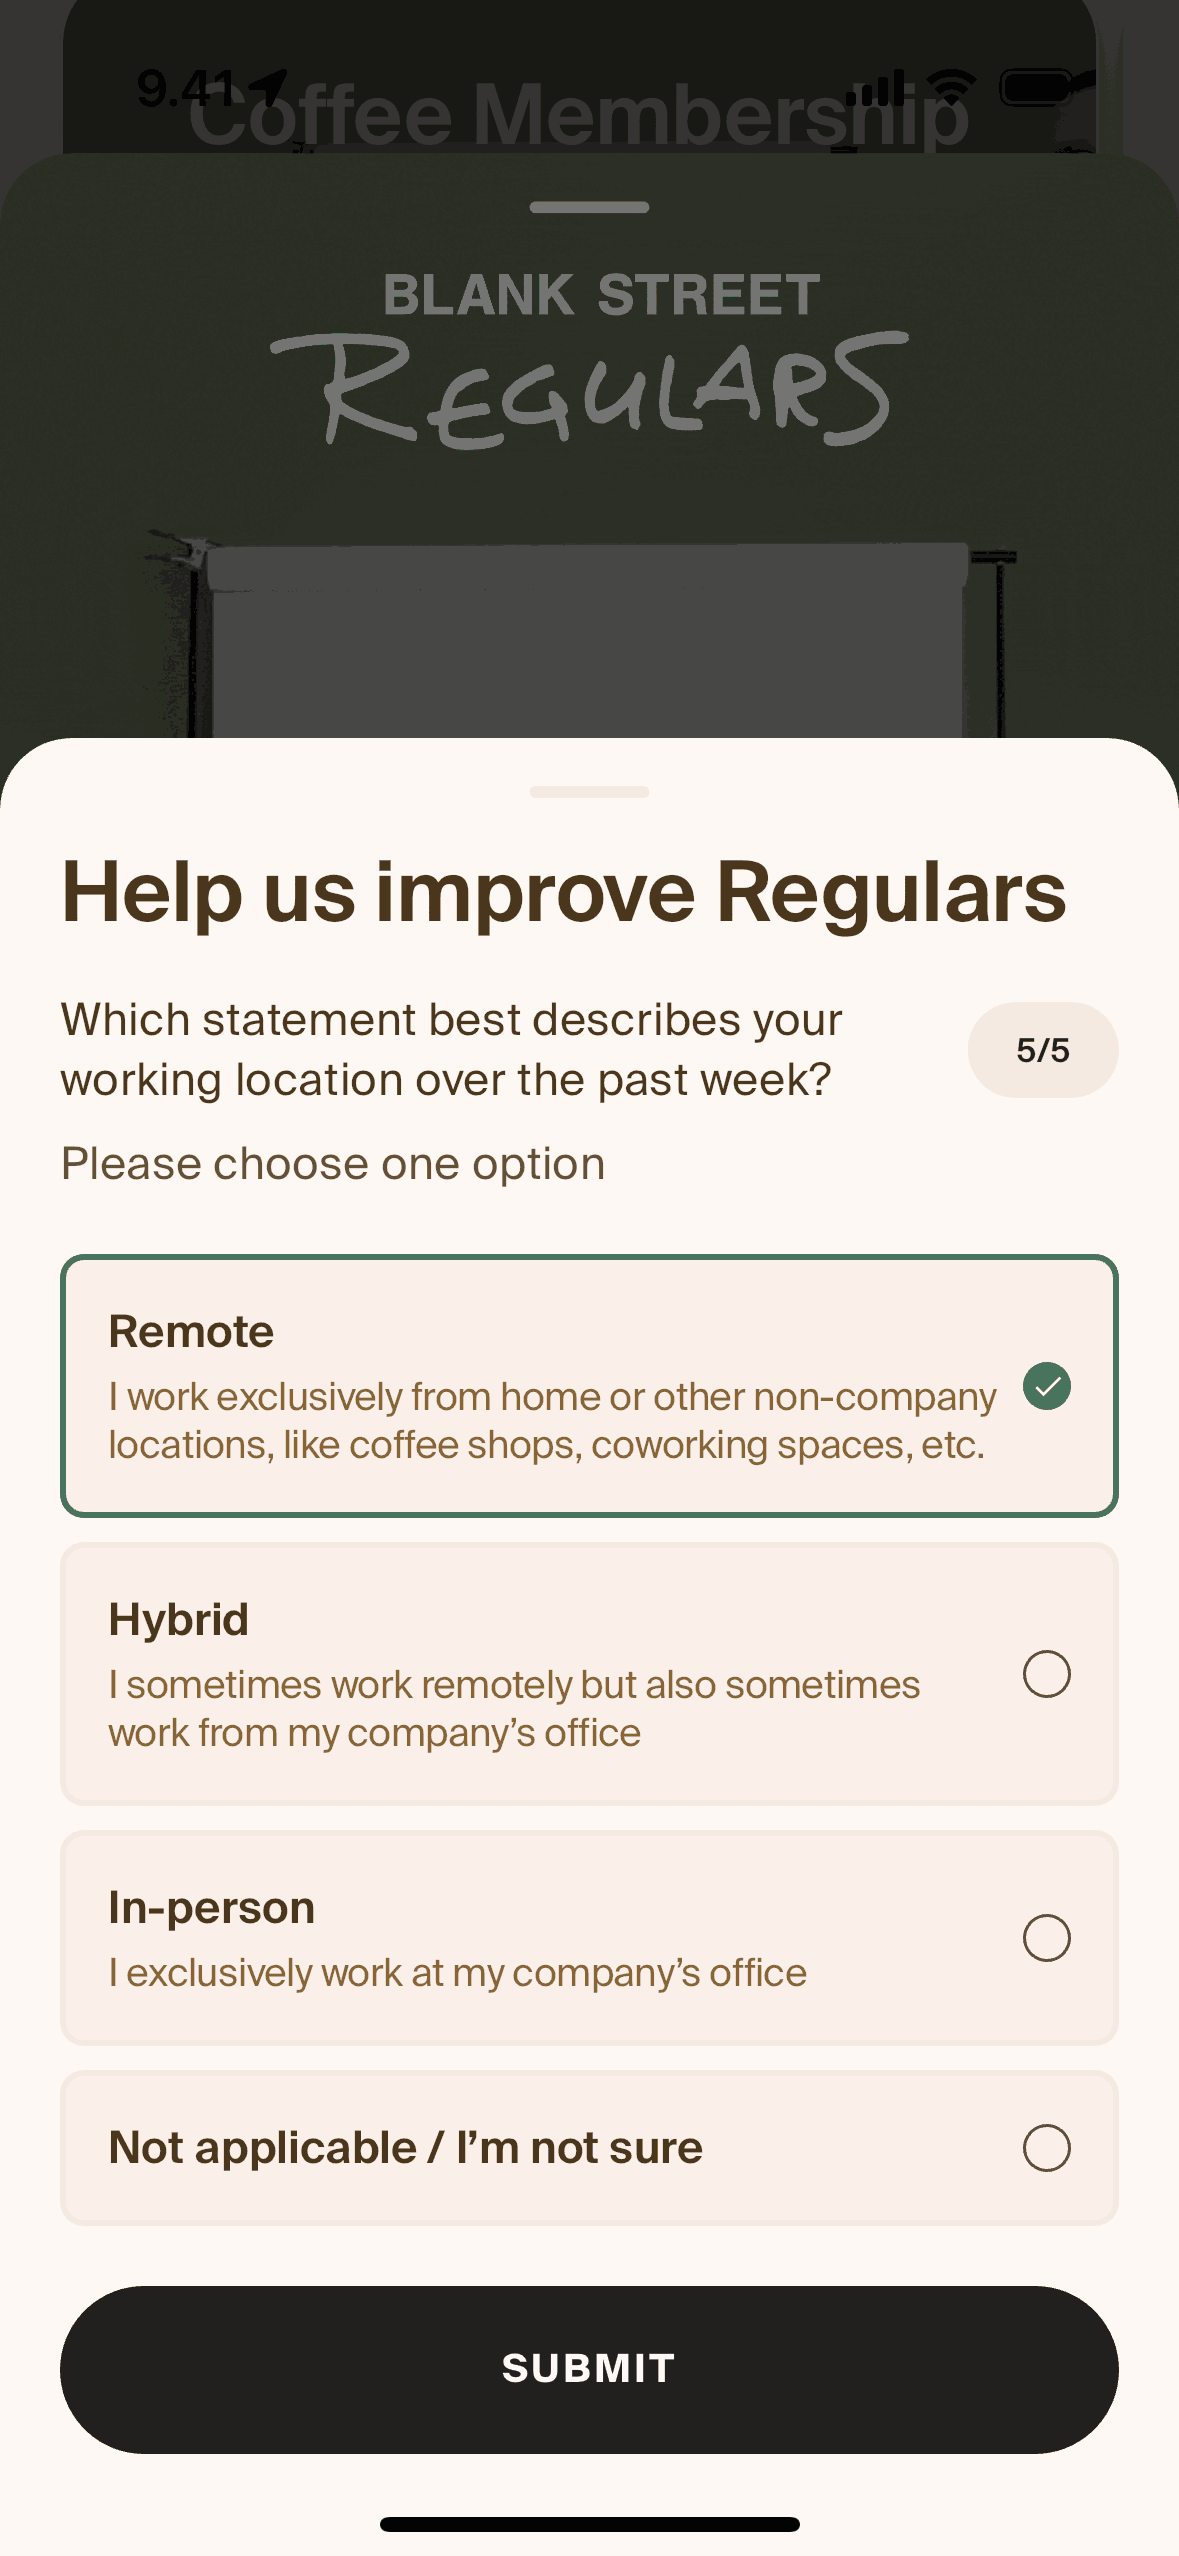 9.41
Coffee Membership
BLANK STREET
REGULARS
Help us improve Regulars
Which statement best describes your
working location over the past week?
5/5
Please choose one option
Remote
I work exclusively from home or other non-company
locations, like coffee shops, coworking spaces, etc.
Hybrid
I sometimes work remotely but also sometimes
work from my company’s office
In-person
I exclusively work at my company’s office
Not applicable / I’m not sure
SUBMIT